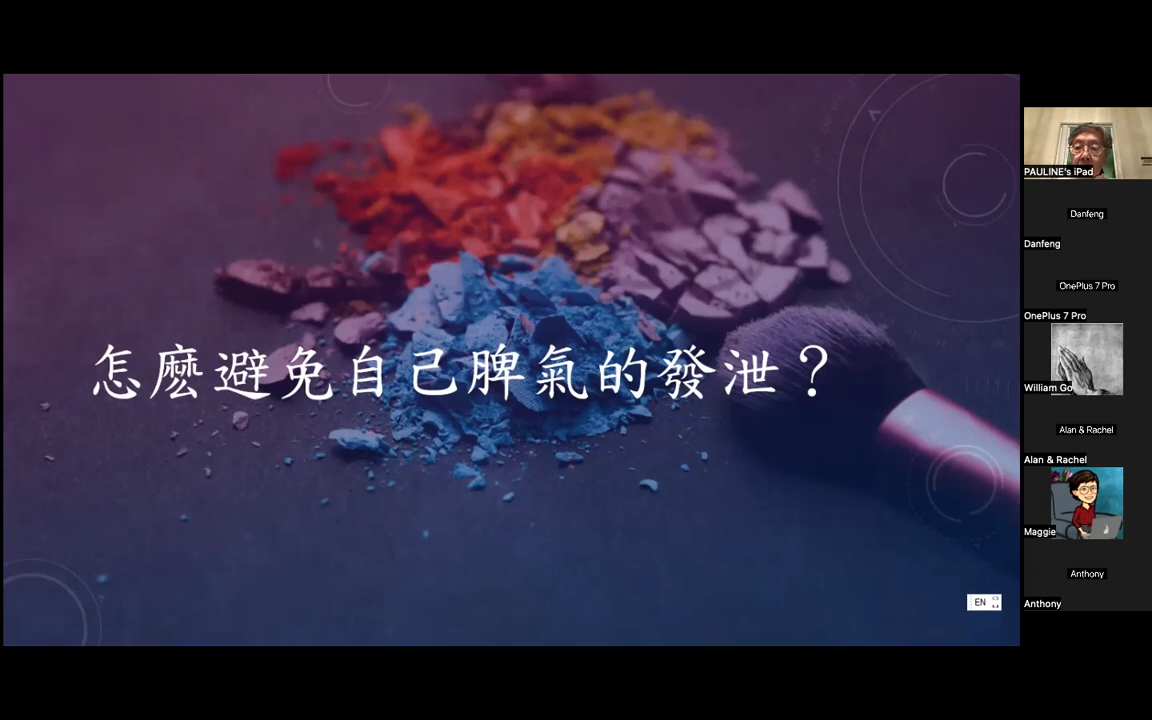 怎麽避免自己脾氣的發泄？
EN
PAULINE's iPad
Danfeng
Danfeng
OnePlus 7 Pro
OnePlus 7 Pro
William Go
Alan & Rachel
Alan & Rachel
Maggie
Anthony
Anthony